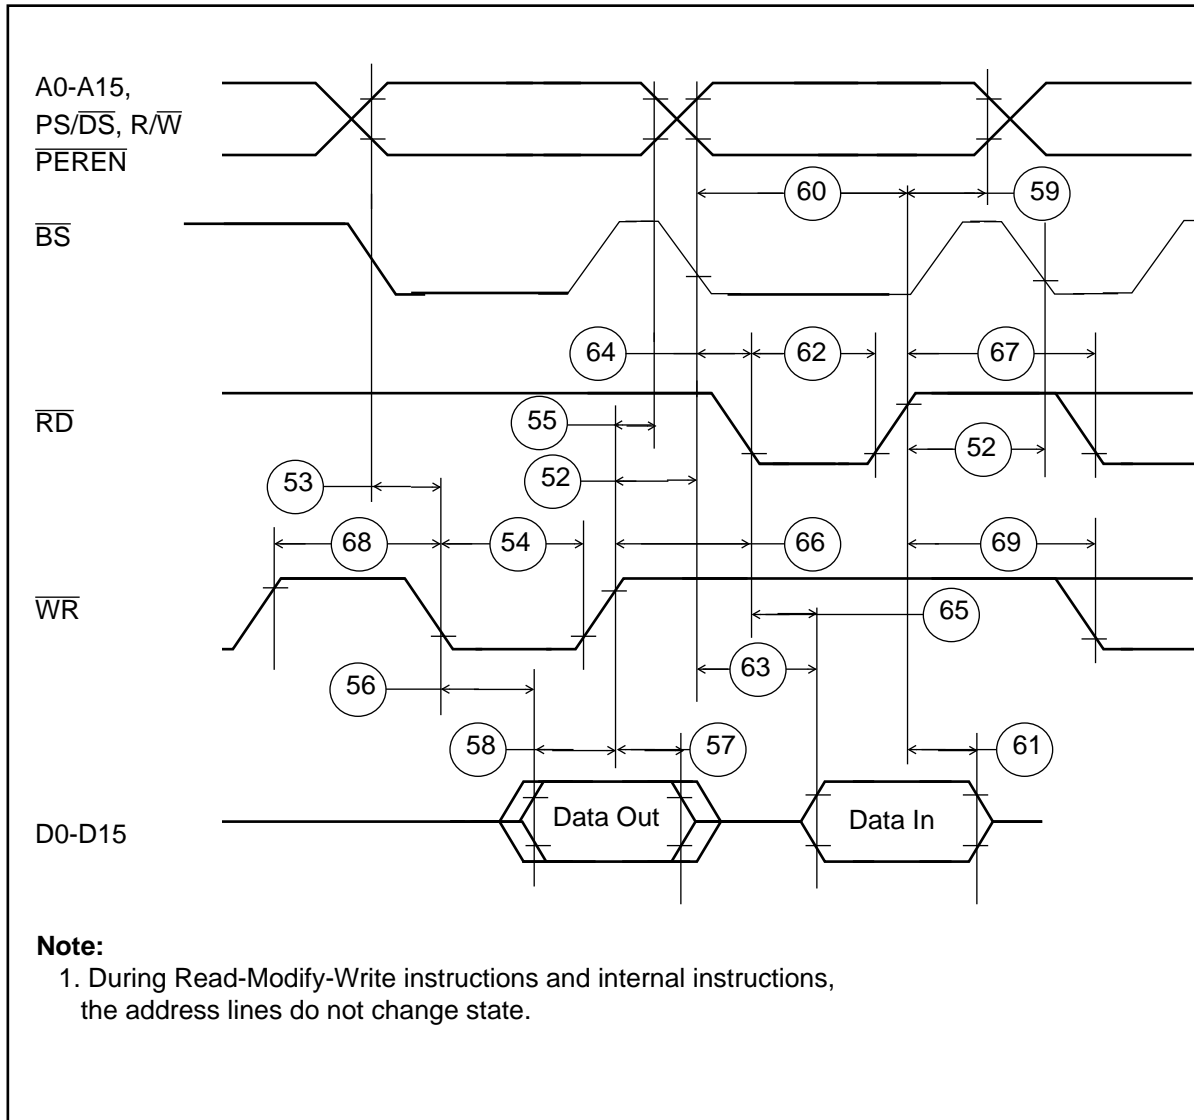 A0-A15,
PS/DS, R/W
PEREN
60
59
BS
64
62
67
RD
55
52
53
52
68
54
66
69
WR
65
63
56
58
57
61
Data Out
Data In
D0-D15
Note:
1. During Read-Modify-Write instructions and internal instructions,
the address lines do not change state.